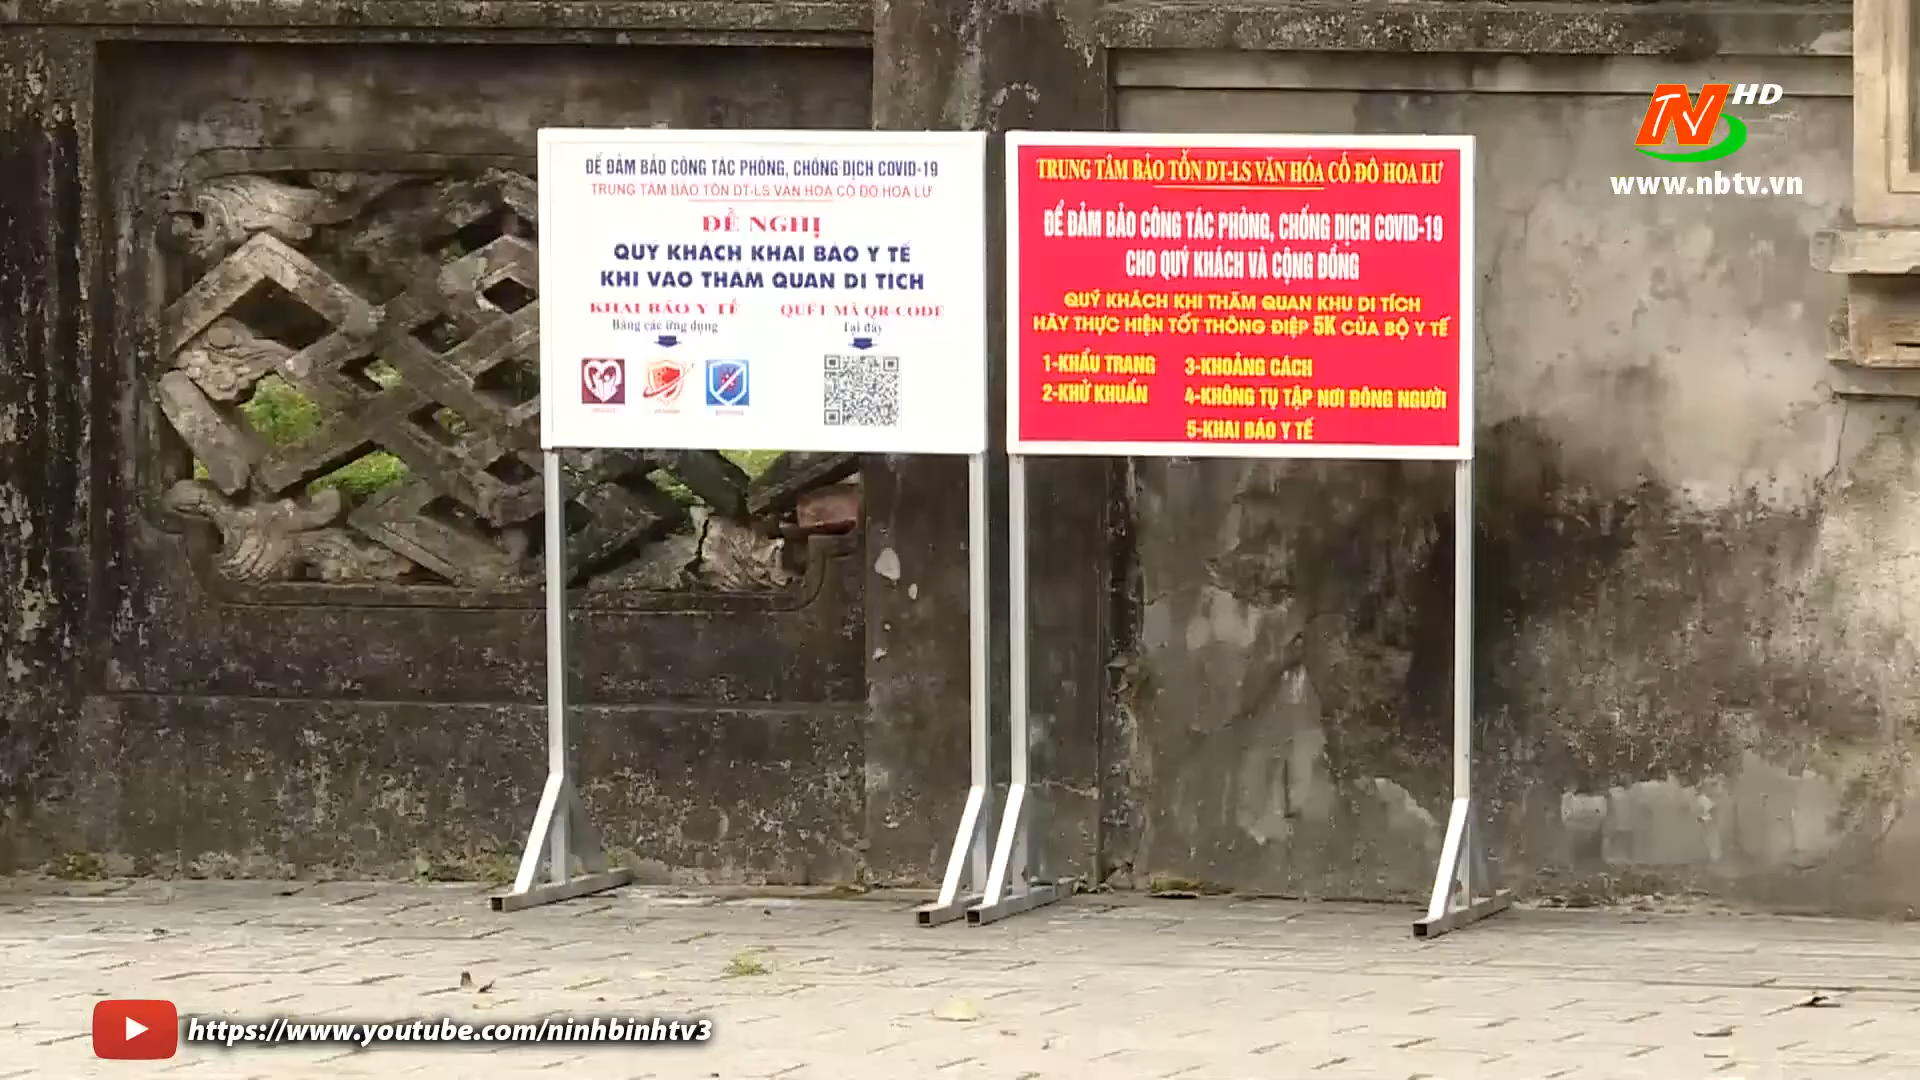 ĐỂ ĐẢM BẢO CÔNG TÁC PHÒNG, CHỐNG DỊCH COVID-19
TRUNG TÂM BẢO TỒN DT-LS VĂN HÓA CỐ ĐÔ HOA LƯ
ĐỀ NGHỊ
QUÝ KHÁCH KHAI BÁO Y TẾ
KHI VÀO THĂM QUAN DI TÍCH
KHAI BÁO Y TẾ
Bằng các ứng dụng
QUÉT MÃ QR-CODE
Tại đây
TRUNG TÂM BẢO TỒN DT-LS VĂN HÓA CỐ ĐÔ HOA LƯ
ĐỂ ĐẢM BẢO CÔNG TÁC PHÒNG, CHỐNG DỊCH COVID-19
CHO QUÝ KHÁCH VÀ CỘNG ĐỒNG
QUÝ KHÁCH KHI THĂM QUAN KHU DI TÍCH
HÃY THỰC HIỆN TỐT THÔNG ĐIỆP 5K CỦA BỘ Y TẾ
1-KHẨU TRANG
2-KHỬ KHUẨN
3-KHOẢNG CÁCH
4-KHÔNG TỤ TẬP NƠI ĐÔNG NGƯỜI
5-KHAI BÁO Y TẾ
NTV HD
www.nbtv.vn
https://www.youtube.com/ninhbinhtv3